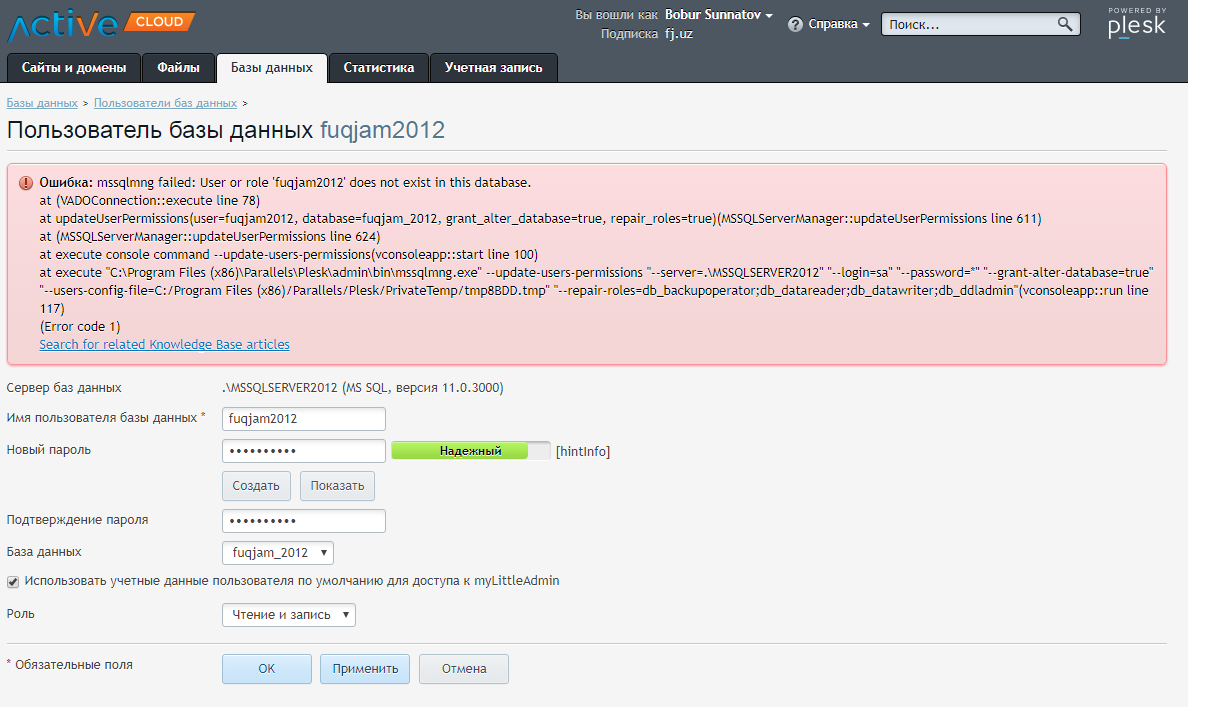 ACTIVE CLOUD
Вы вошли как Bobur Sunnatov
Подписка fj.uz
Справка
Поиск...
POWERED BY
plesk
Сайты и домены Файлы Базы данных Статистика Учетная запись
Базы данных > Пользователи баз данных >
Пользователь базы данных fuqjam2012
Ошибка: mssqlmng failed: User or role 'fuqjam2012' does not exist in this database.
at (VADOConnection::execute line 78)
at updateUserPermissions(user=fuqjam2012, database=fuqjam_2012, grant_alter_database=true, repair_roles=true)(MSSQLServerManager::updateUserPermissions line 611)
at (MSSQLServerManager::updateUserPermissions line 624)
at execute console command --update-users-permissions(vconsoleapp::start line 100)
at execute "C:\Program Files (x86)\Parallels\Plesk\admin\bin\mssqlmng.exe" --update-users-permissions "--server=.\MSSQLSERVER2012" "--login=sa" "--password=*" "--grant-alter-database=true"
"--users-config-file=C:/Program Files (x86)/Parallels/Plesk/PrivateTemp/tmp8BDD.tmp" "--repair-roles=db_backupoperator;db_datareader;db_datawriter;db_ddladmin"(vconsoleapp::run line
117)
(Error code 1)
Search for related Knowledge Base articles
Сервер баз данных .\MSSQLSERVER2012 (MS SQL, версия 11.0.3000)
Имя пользователя базы данных * fuqjam2012
Новый пароль •••••••••• Надежный [hintInfo]
Создать Показать
Подтверждение пароля ••••••••••
База данных fuqjam_2012
Использовать учетные данные пользователя по умолчанию для доступа к myLittleAdmin
Роль Чтение и запись
* Обязательные поля OK Применить Отмена